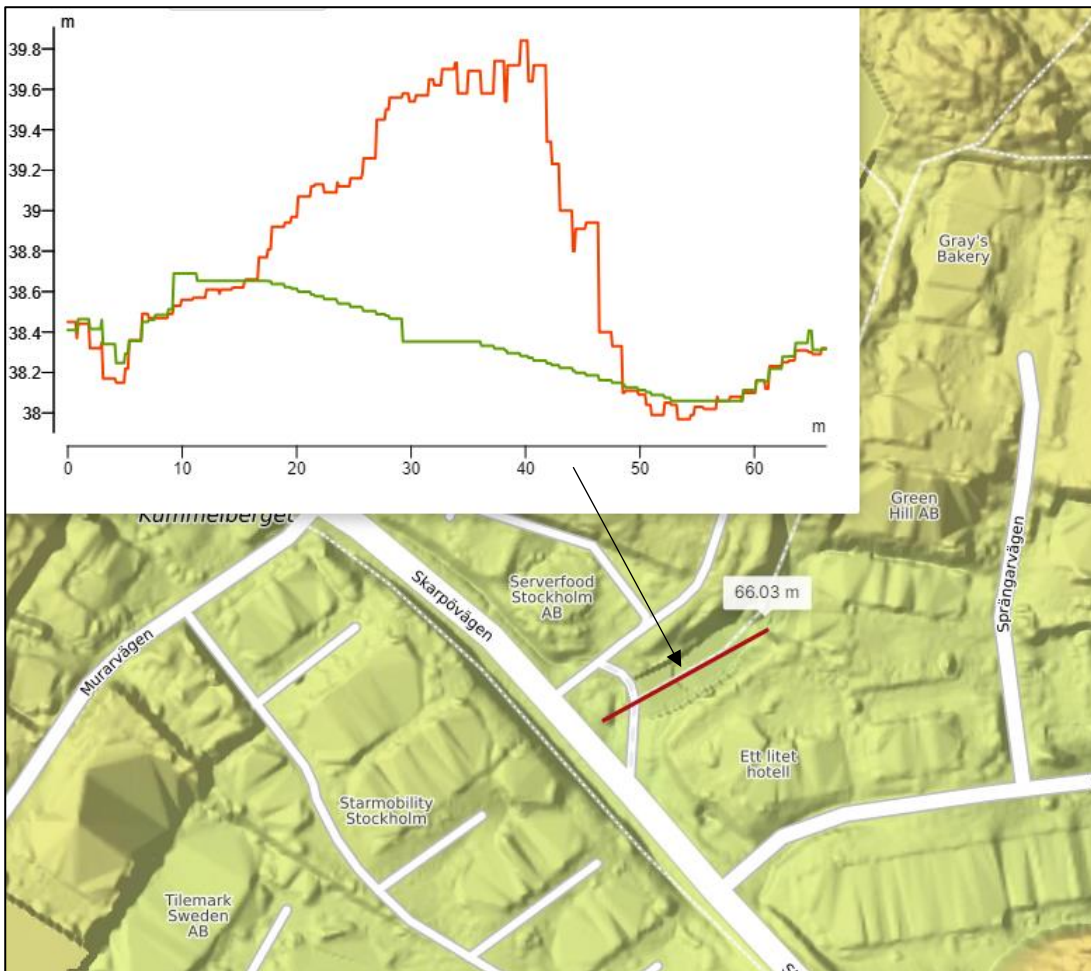 m
39.8
39.6
39.4
39.2
39
38.8
38.6
38.4
38.2
38
m
0
10
20
30
40
50
60
Gray's
Bakery
Green
Hill AB
Kummelberget
Sprängarvägen
Skarpövägen
Serverfood
Stockholm
AB
66.03 m
Murarvägen
Ett litet
hotell
Starmobility
Stockholm
Tilemark
Sweden
AB